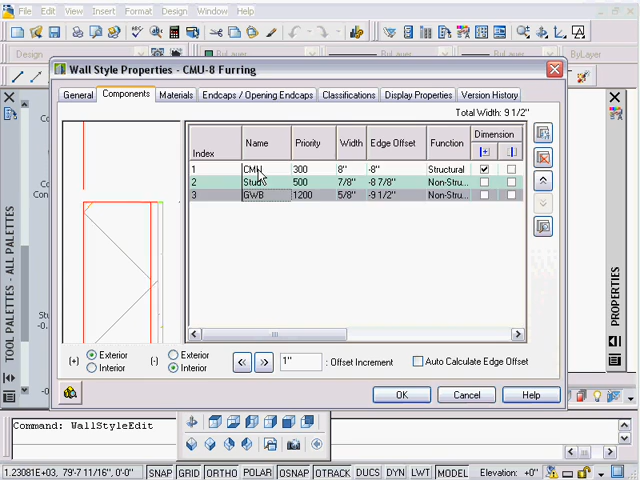 File Edit View Insert Format Design Window Help
Design ByLayer ByLayer
Wall Style Properties - CMU-8 Furring
General Components Materials Endcaps / Opening Endcaps Classifications Display Properties Version History
Total Width: 9 1/2"
Index Name Priority Width Edge Offset Function Dimension
1 CMU 300 8" -8" Structural
2 Stud 500 7/8" -8 7/8" Non-Stru...
3 GWB 1200 5/8" -9 1/2" Non-Stru...
(+) Exterior Interior (-) Exterior Interior 1" : Offset Increment Auto Calculate Edge Offset
OK Cancel Help
TOOL PALETTES - ALL PALETTES
PROPERTIES
Command: WallStyleEdit
1.23081E+03, 79'-7 11/16", 0'-0" SNAP GRID ORTHO POLAR OSNAP OTRACK DUCS DYN LWT MODEL Elevation: +0"